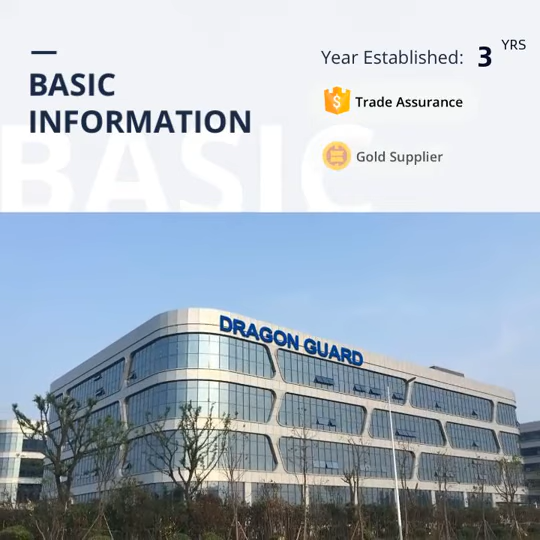 BASIC
INFORMATION
BASIC
Year Established: 3 YRS
Trade Assurance
Gold Supplier
DRAGON GUARD